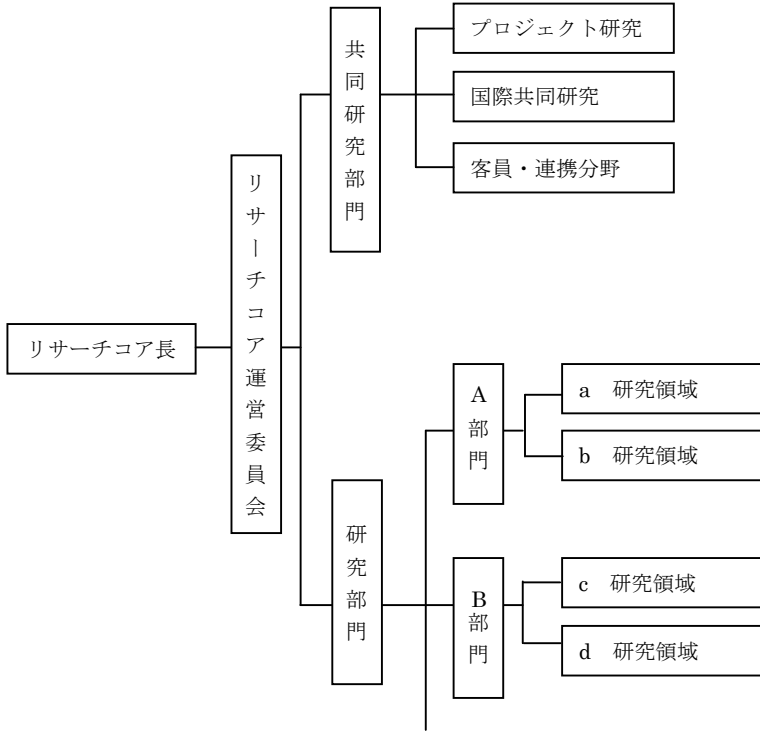 リサーチコア長
リサーチコア運営委員会
共同研究部門
プロジェクト研究
国際共同研究
客員・連携分野
研究部門
A部門
a　研究領域
b　研究領域
B部門
c　研究領域
d　研究領域